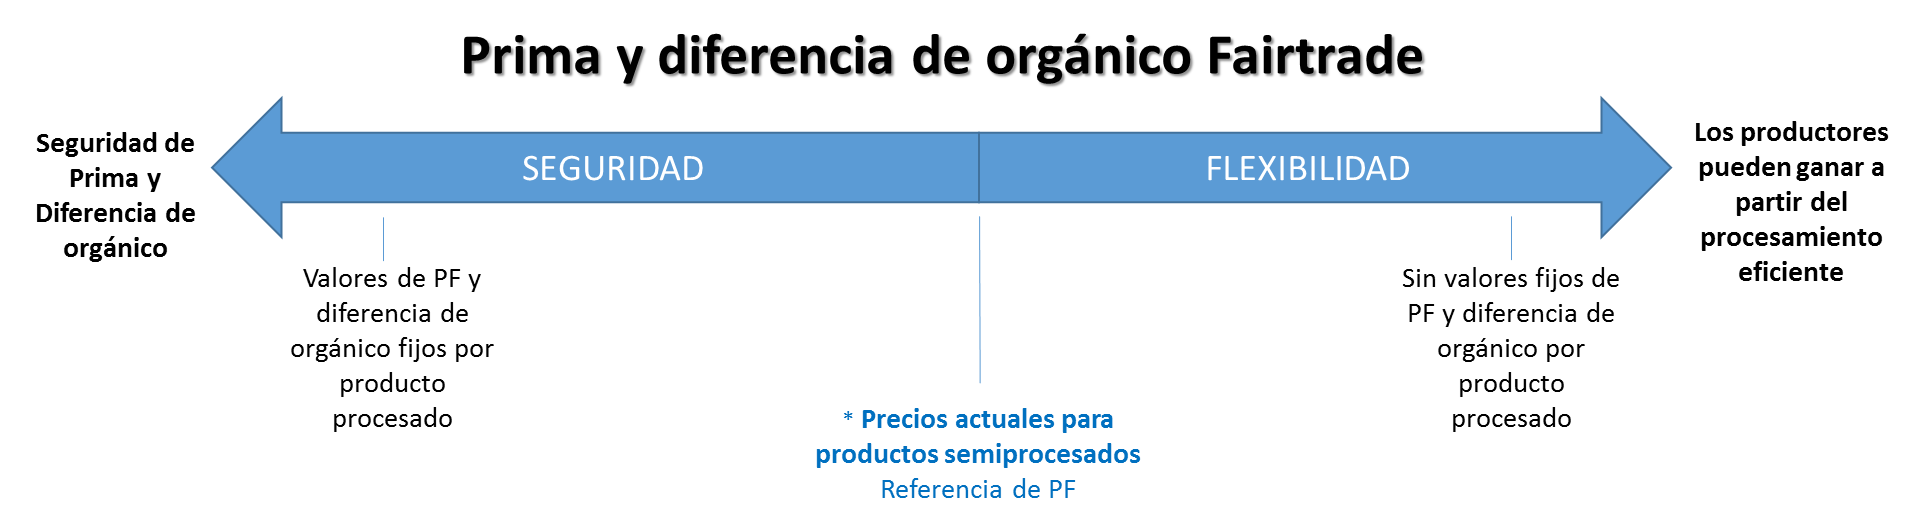 Prima y diferencia de orgánico Fairtrade
Seguridad de
Prima y
Diferencia de
orgánico
SEGURIDAD
FLEXIBILIDAD
Los productores
pueden ganar a
partir del
procesamiento
eficiente
Valores de PF y
diferencia de
orgánico fijos por
producto
procesado
* Precios actuales para
productos semiprocesados
Referencia de PF
Sin valores fijos de
PF y diferencia de
orgánico por
producto
procesado